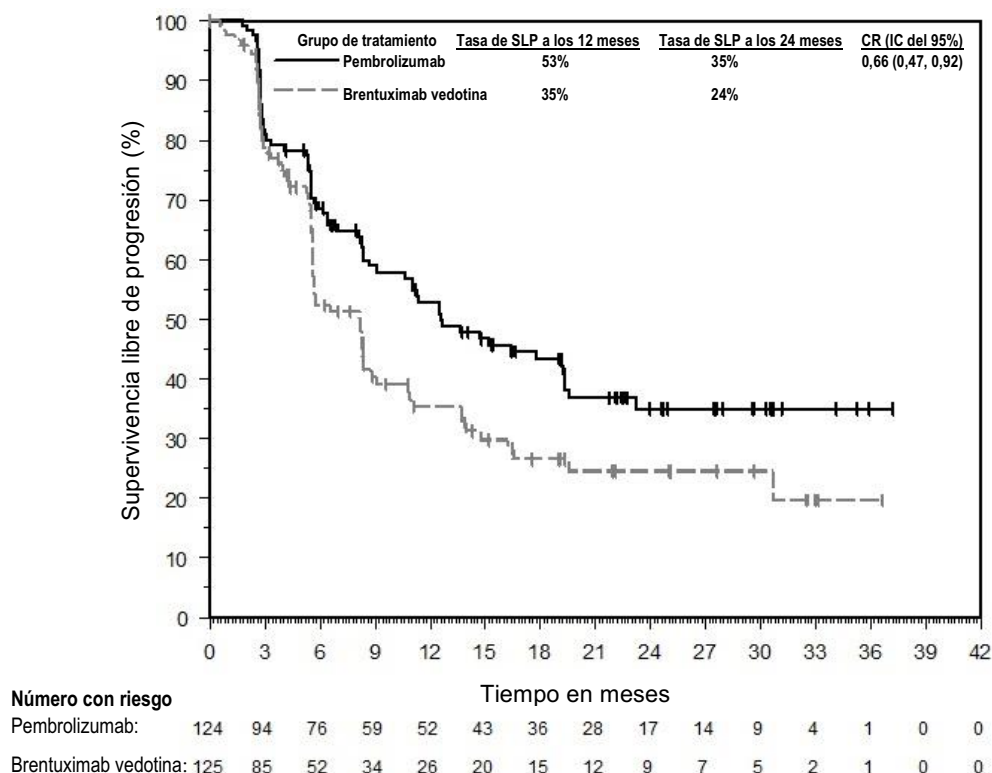 Grupo de tratamiento Tasa de SLP a los 12 meses Tasa de SLP a los 24 meses CR (IC del 95%)
Pembrolizumab 53% 35% 0,66 (0,47, 0,92)
Brentuximab vedotina 35% 24%
Supervivencia libre de progresión (%)
100
90
80
70
60
50
40
30
20
10
0
0 3 6 9 12 15 18 21 24 27 30 33 36 39 42
Tiempo en meses
Número con riesgo
Pembrolizumab: 124 94 76 59 52 43 36 28 17 14 9 4 1 0 0
Brentuximab vedotina: 125 85 52 34 26 20 15 12 9 7 5 2 1 0 0